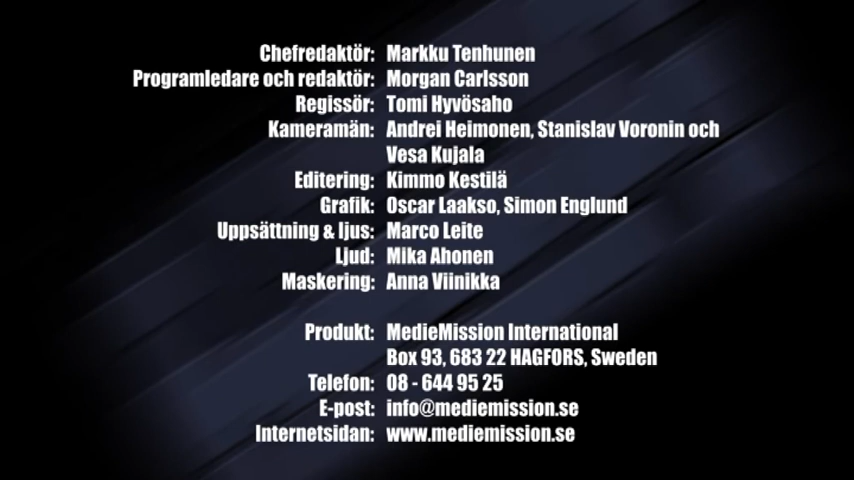 Chefredaktör: Markku Tenhunen
Programledare och redaktör: Morgan Carlsson
Regissör: Tomi Hyvösaho
Kameramän: Andrei Heimonen, Stanislav Voronin och
Vesa Kujala
Editering: Kimmo Kestilä
Grafik: Oscar Laakso, Simon Englund
Uppsättning & ljus: Marco Leite
Ljud: Mika Ahonen
Maskering: Anna Viinikka
Produkt: MedieMission International
Box 93, 683 22 HAGFORS, Sweden
Telefon: 08 - 644 95 25
E-post: info@mediemission.se
Internetsidan: www.mediemission.se